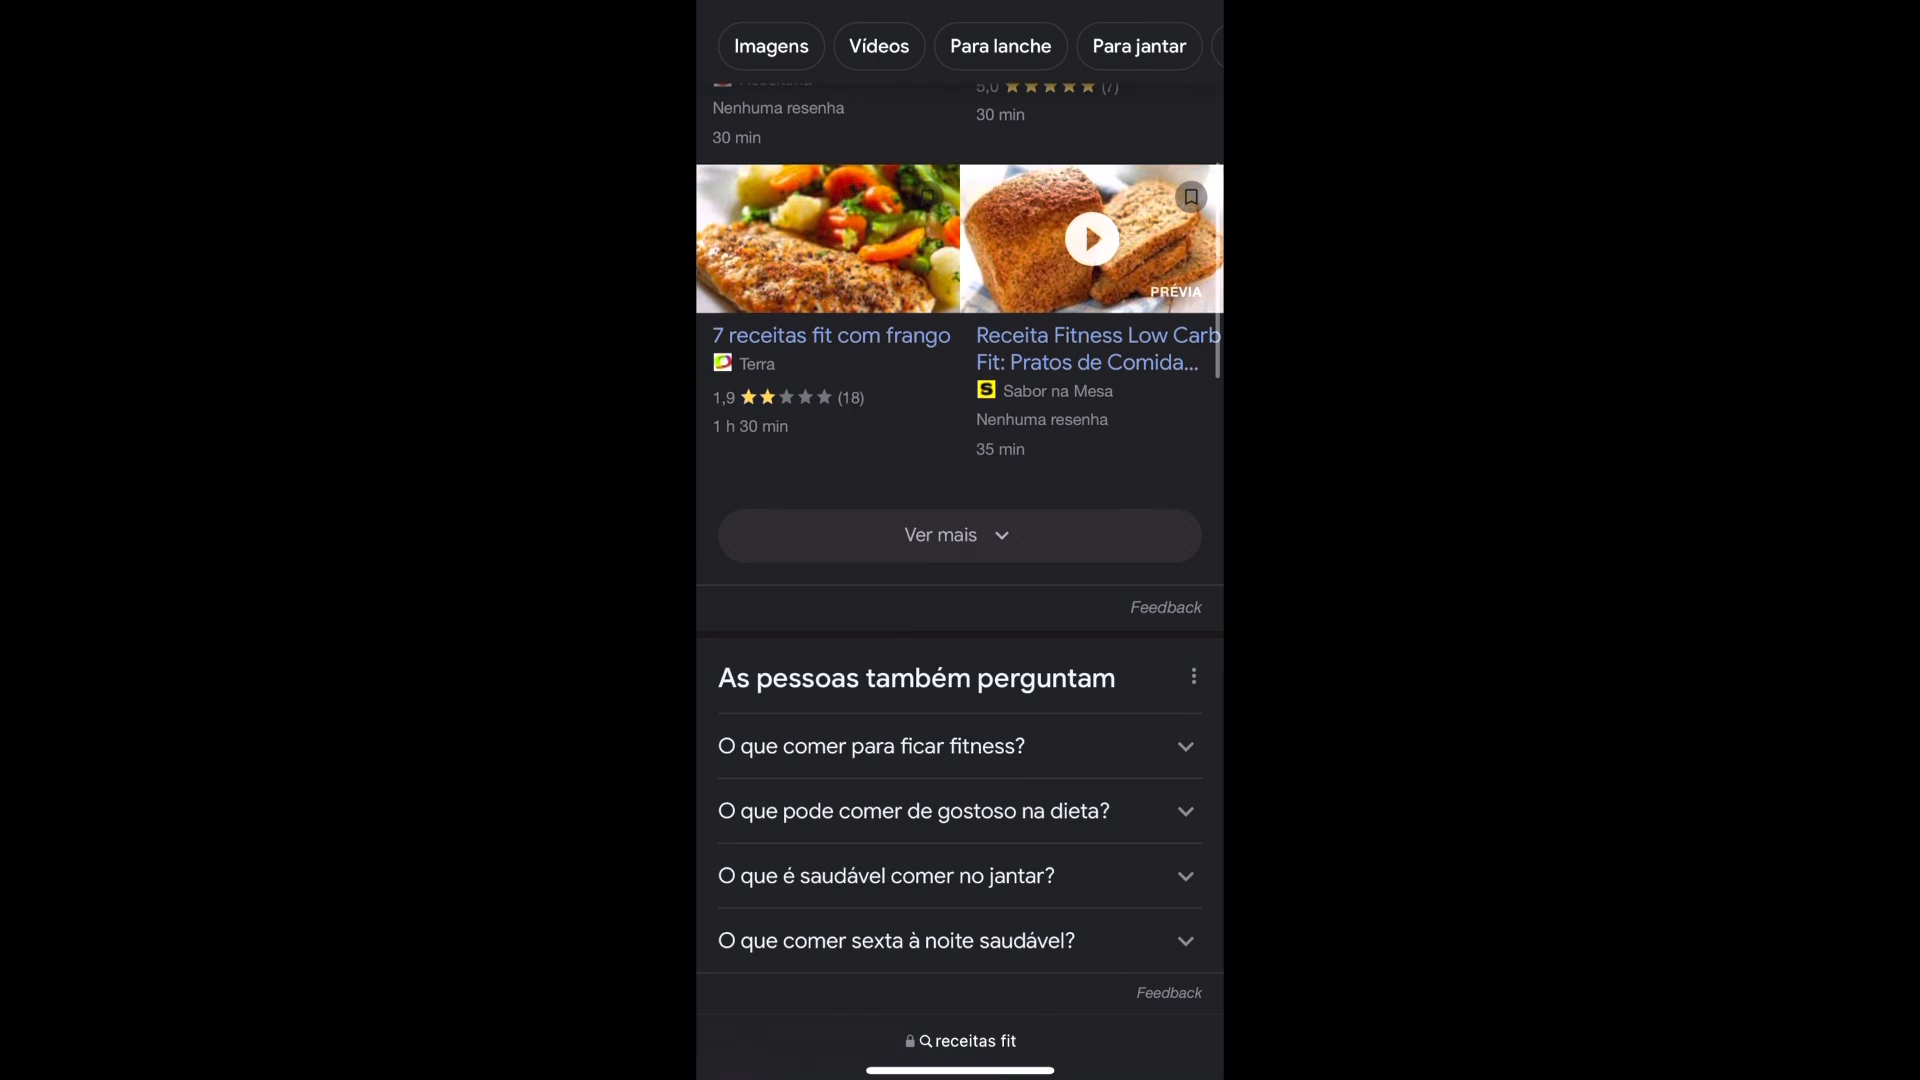 Imagens
Vídeos
Para lanche
Para jantar
5,0 (7)
Nenhuma resenha
30 min
30 min
PRÉVIA
7 receitas fit com frango
Terra
1,9 (18)
1 h 30 min
Receita Fitness Low Carb
Fit: Pratos de Comida...
S Sabor na Mesa
Nenhuma resenha
35 min
Ver mais
Feedback
As pessoas também perguntam
O que comer para ficar fitness?
O que pode comer de gostoso na dieta?
O que é saudável comer no jantar?
O que comer sexta à noite saudável?
Feedback
receitas fit